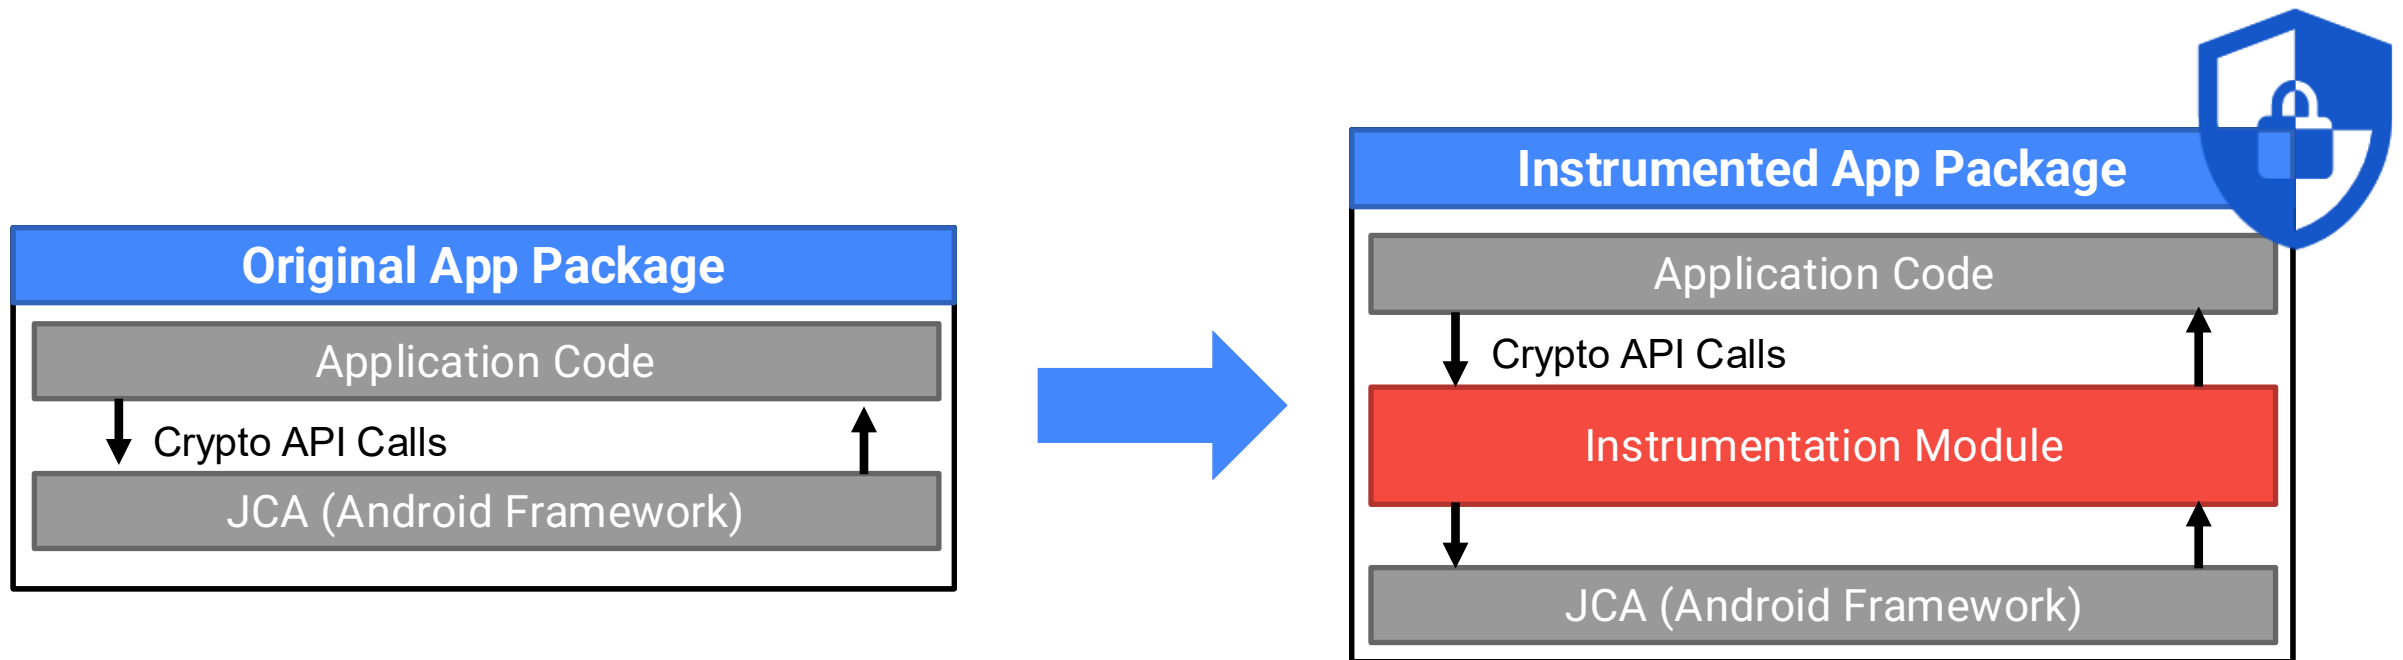 Original App Package
Application Code
Crypto API Calls
JCA (Android Framework)
Instrumented App Package
Application Code
Crypto API Calls
Instrumentation Module
JCA (Android Framework)